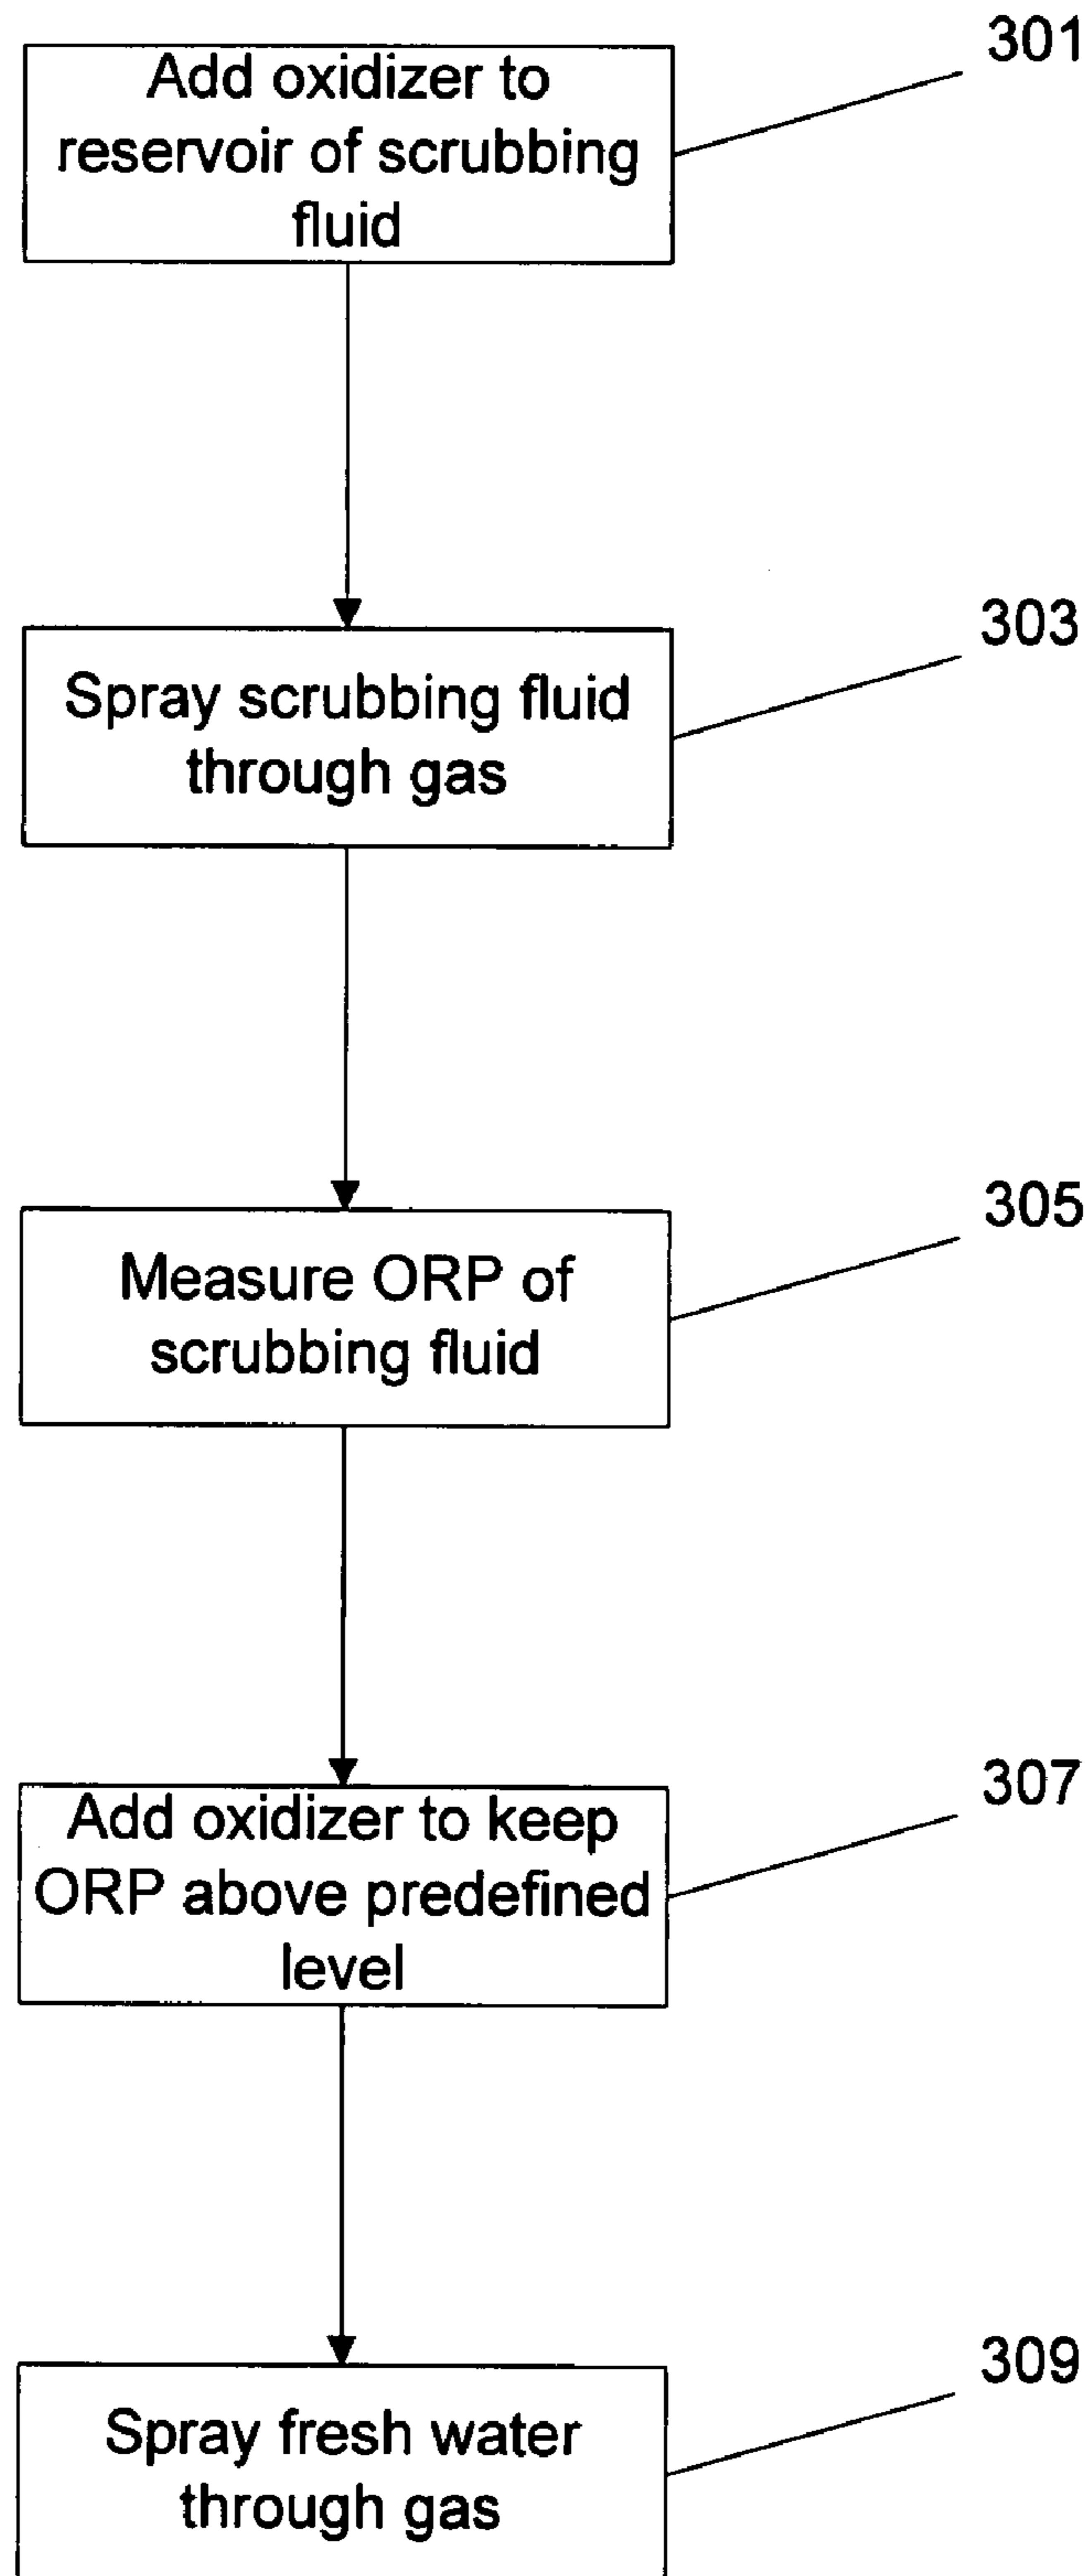 301
Add oxidizer to
reservoir of scrubbing
fluid
303
Spray scrubbing fluid
through gas
305
Measure ORP of
scrubbing fluid
307
Add oxidizer to keep
ORP above predefined
level
309
Spray fresh water
through gas